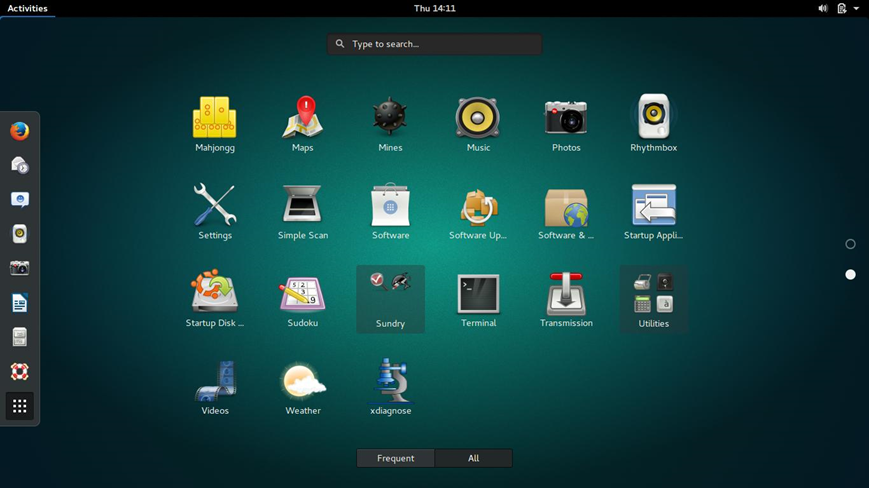 Activities
Thu 14:11
Type to search...
Mahjongg
Maps
Mines
Music
Photos
Rhythmbox
Settings
Simple Scan
Software
Software Up...
Software & ...
Startup Appli...
Startup Disk ...
Sudoku
Sundry
Terminal
Transmission
Utilities
Videos
Weather
xdiagnose
Frequent
All